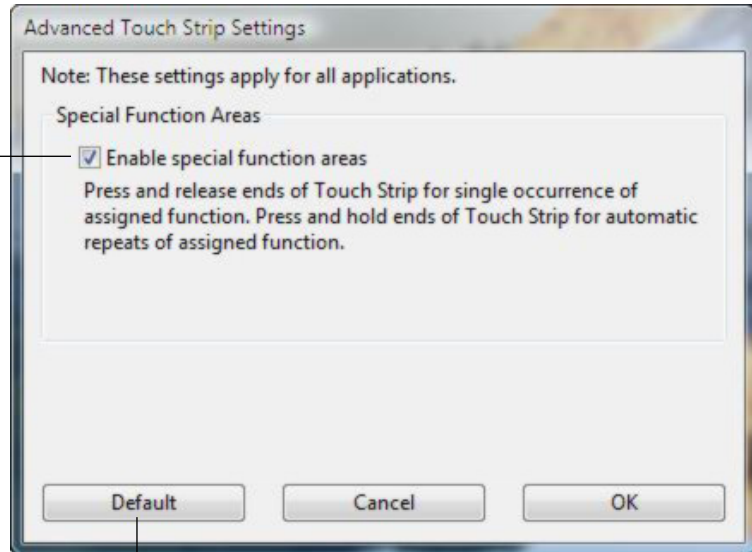 Advanced Touch Strip Settings
Note: These settings apply for all applications.
Special Function Areas
Enable special function areas
Press and release ends of Touch Strip for single occurrence of
assigned function. Press and hold ends of Touch Strip for automatic
repeats of assigned function.
Default
Cancel
OK